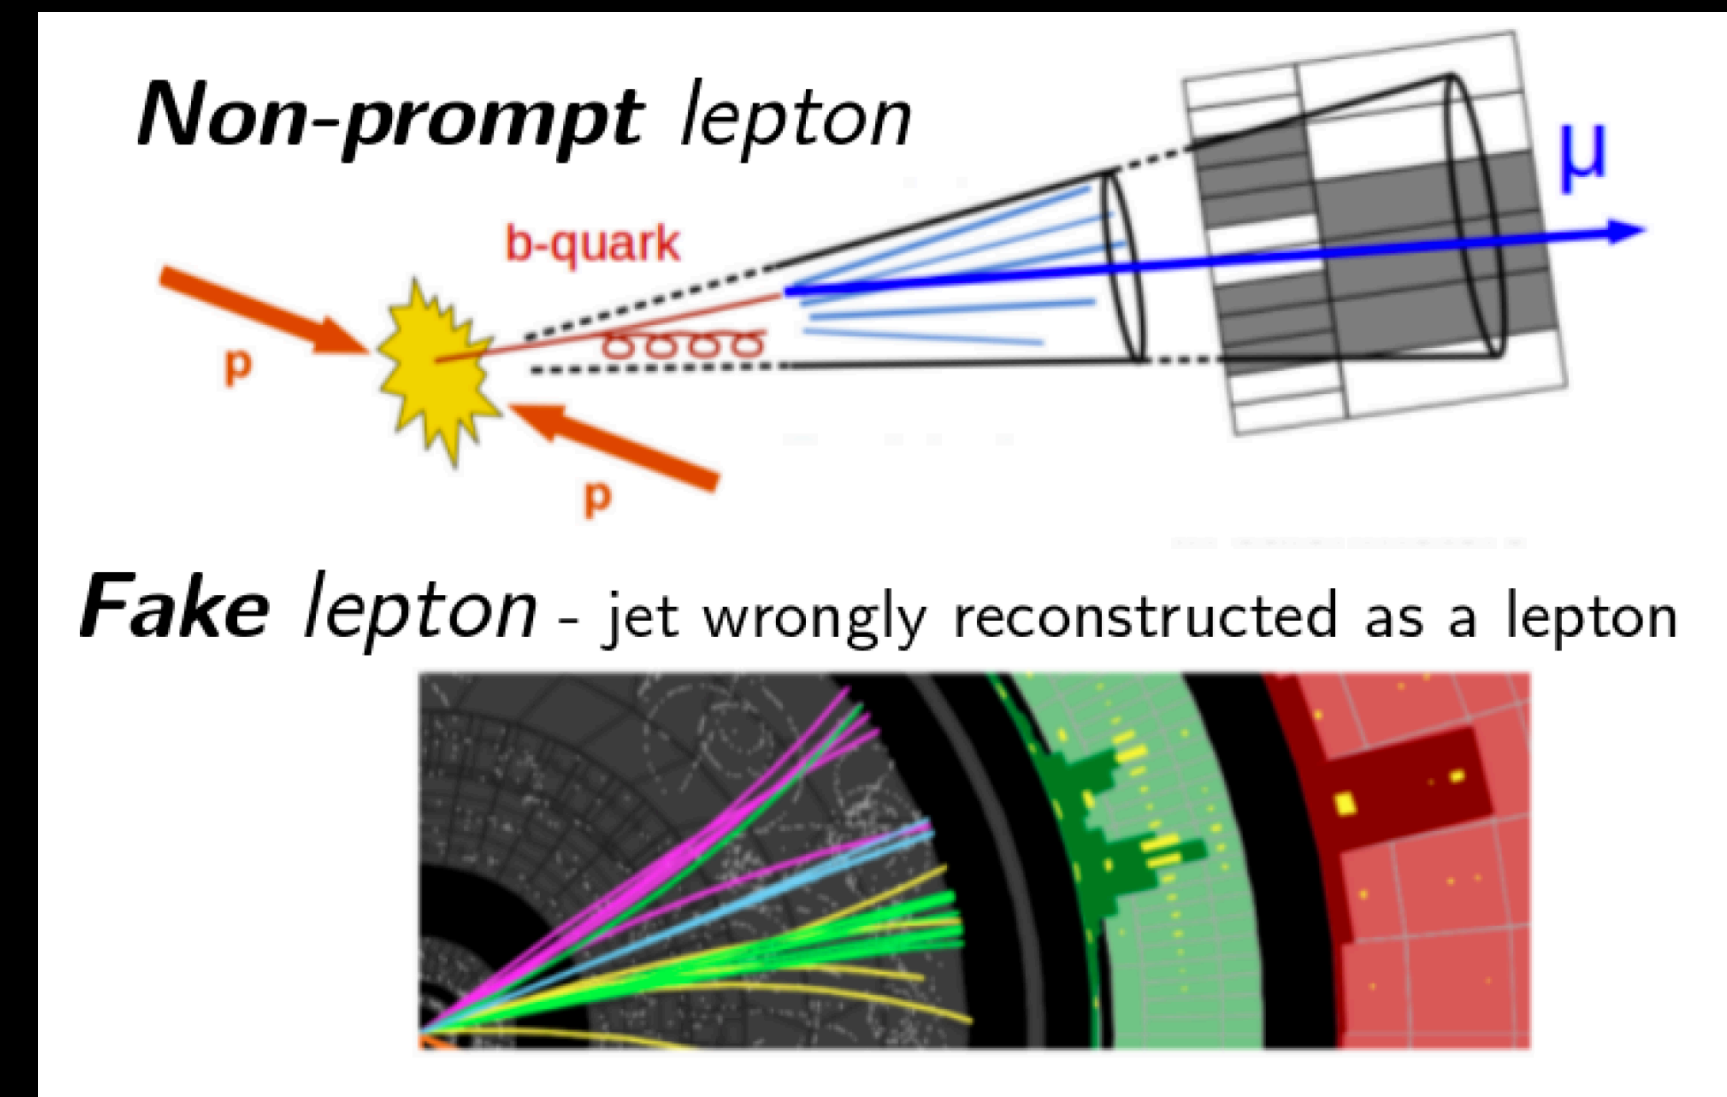 Non-prompt lepton
μ
b-quark
p
p
Fake lepton - jet wrongly reconstructed as a lepton